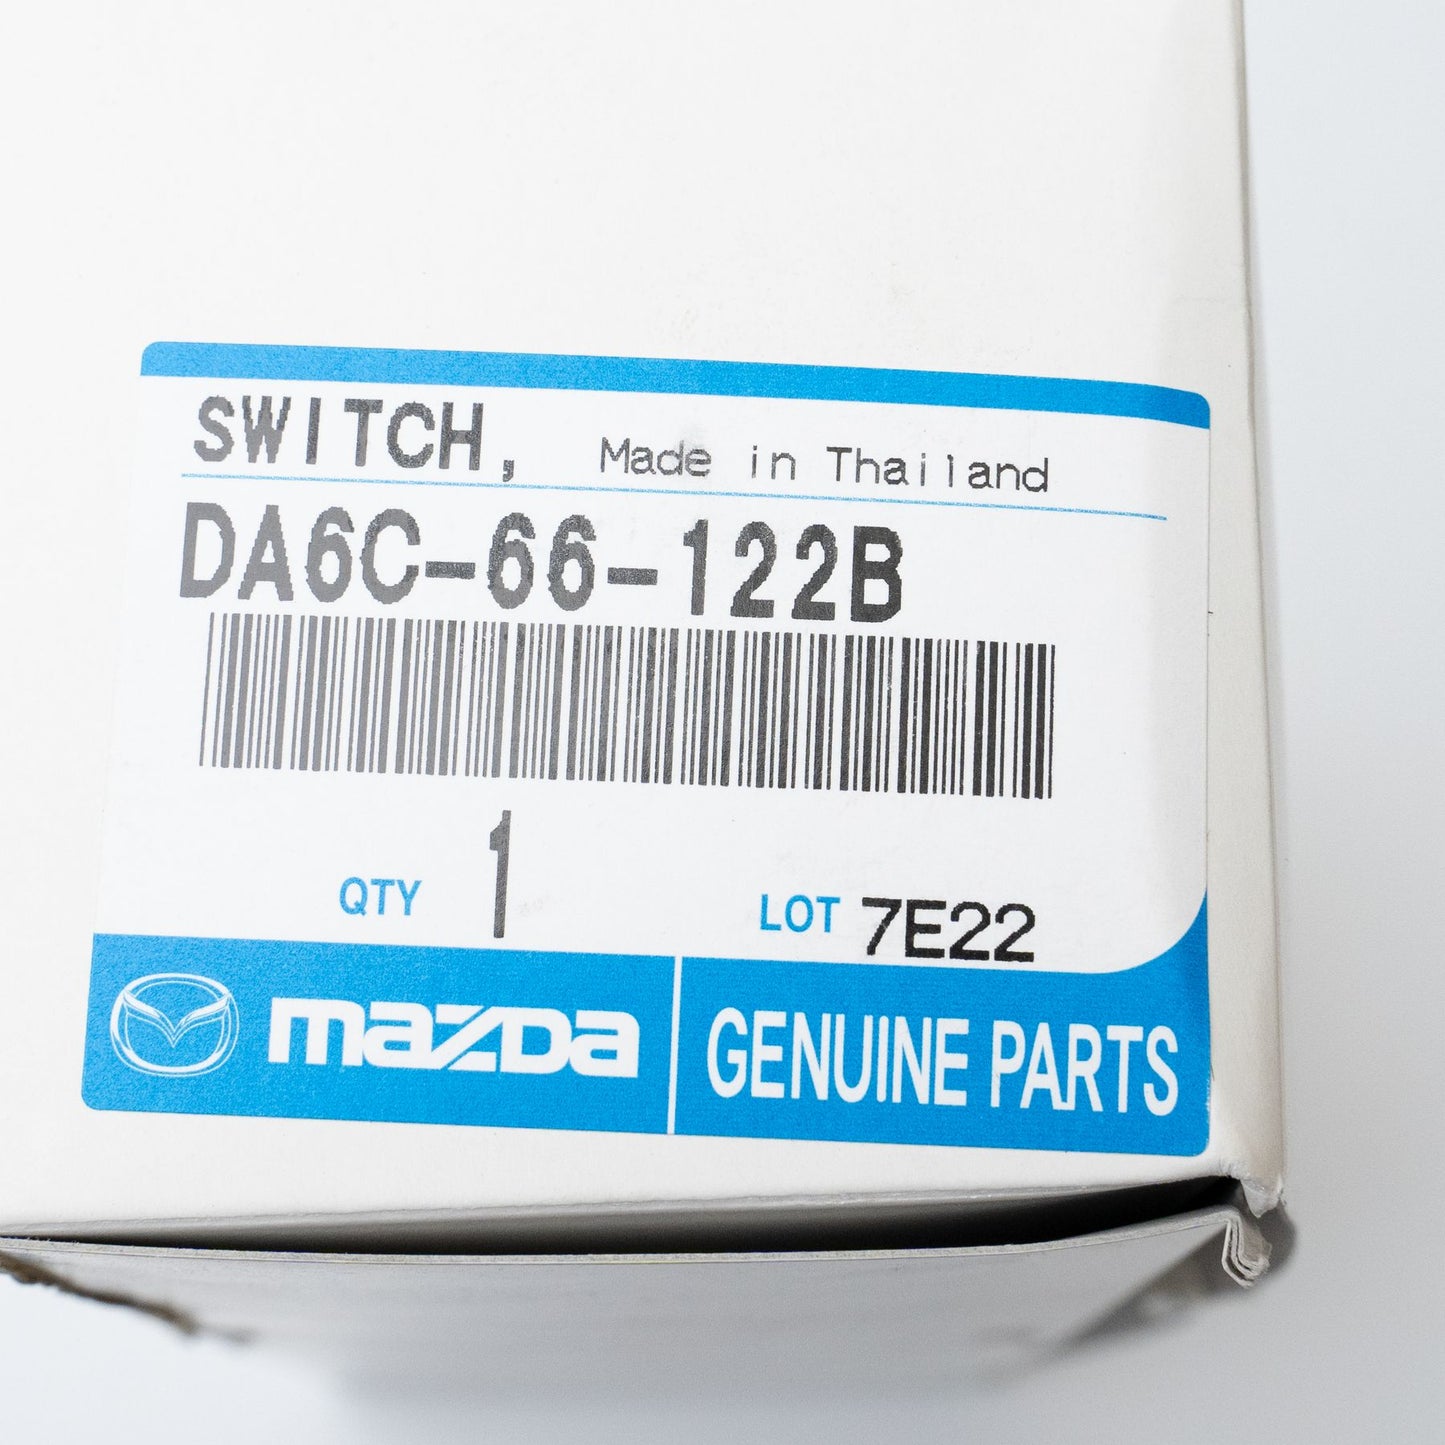 SWITCH, Made in Thailand
DA6C-66-122B
QTY 1 LOT 7E22
mazda GENUINE PARTS